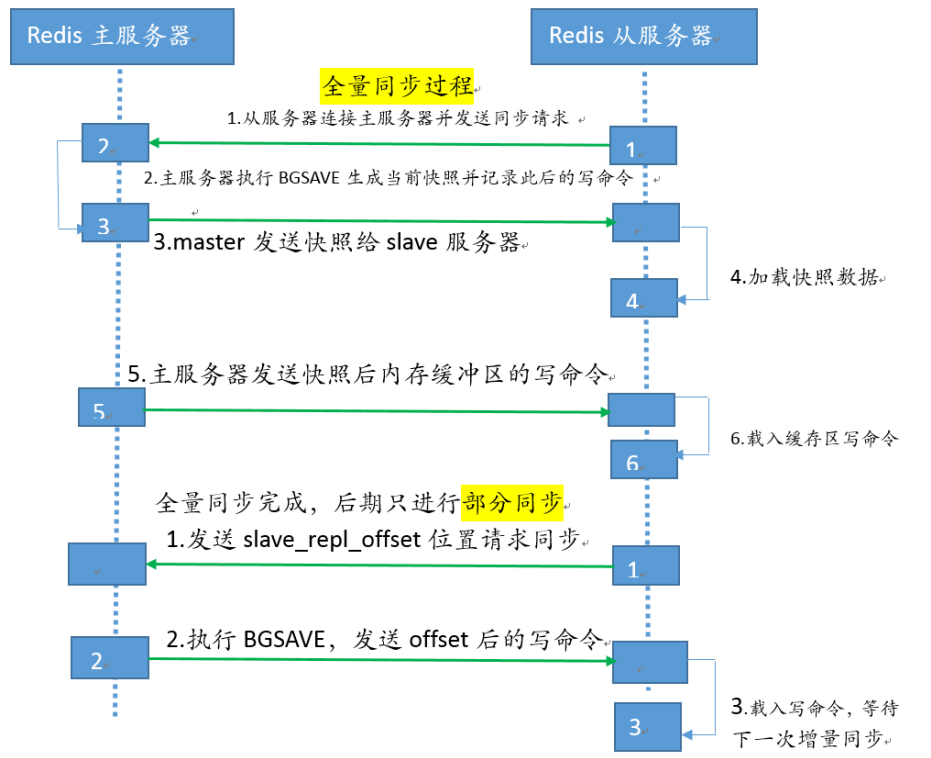 Redis 主服务器
Redis 从服务器
全量同步过程
1.从服务器连接主服务器并发送同步请求
2
1
2.主服务器执行 BGSAVE 生成当前快照并记录此后的写命令
3
3.master 发送快照给 slave 服务器
4.加载快照数据
4
5.主服务器发送快照后内存缓冲区的写命令
5
6.载入缓存区写命令
6
全量同步完成，后期只进行部分同步
1.发送 slave_repl_offset 位置请求同步
1
2.执行 BGSAVE，发送 offset 后的写命令
2
3.载入写命令，等待
下一次增量同步
3